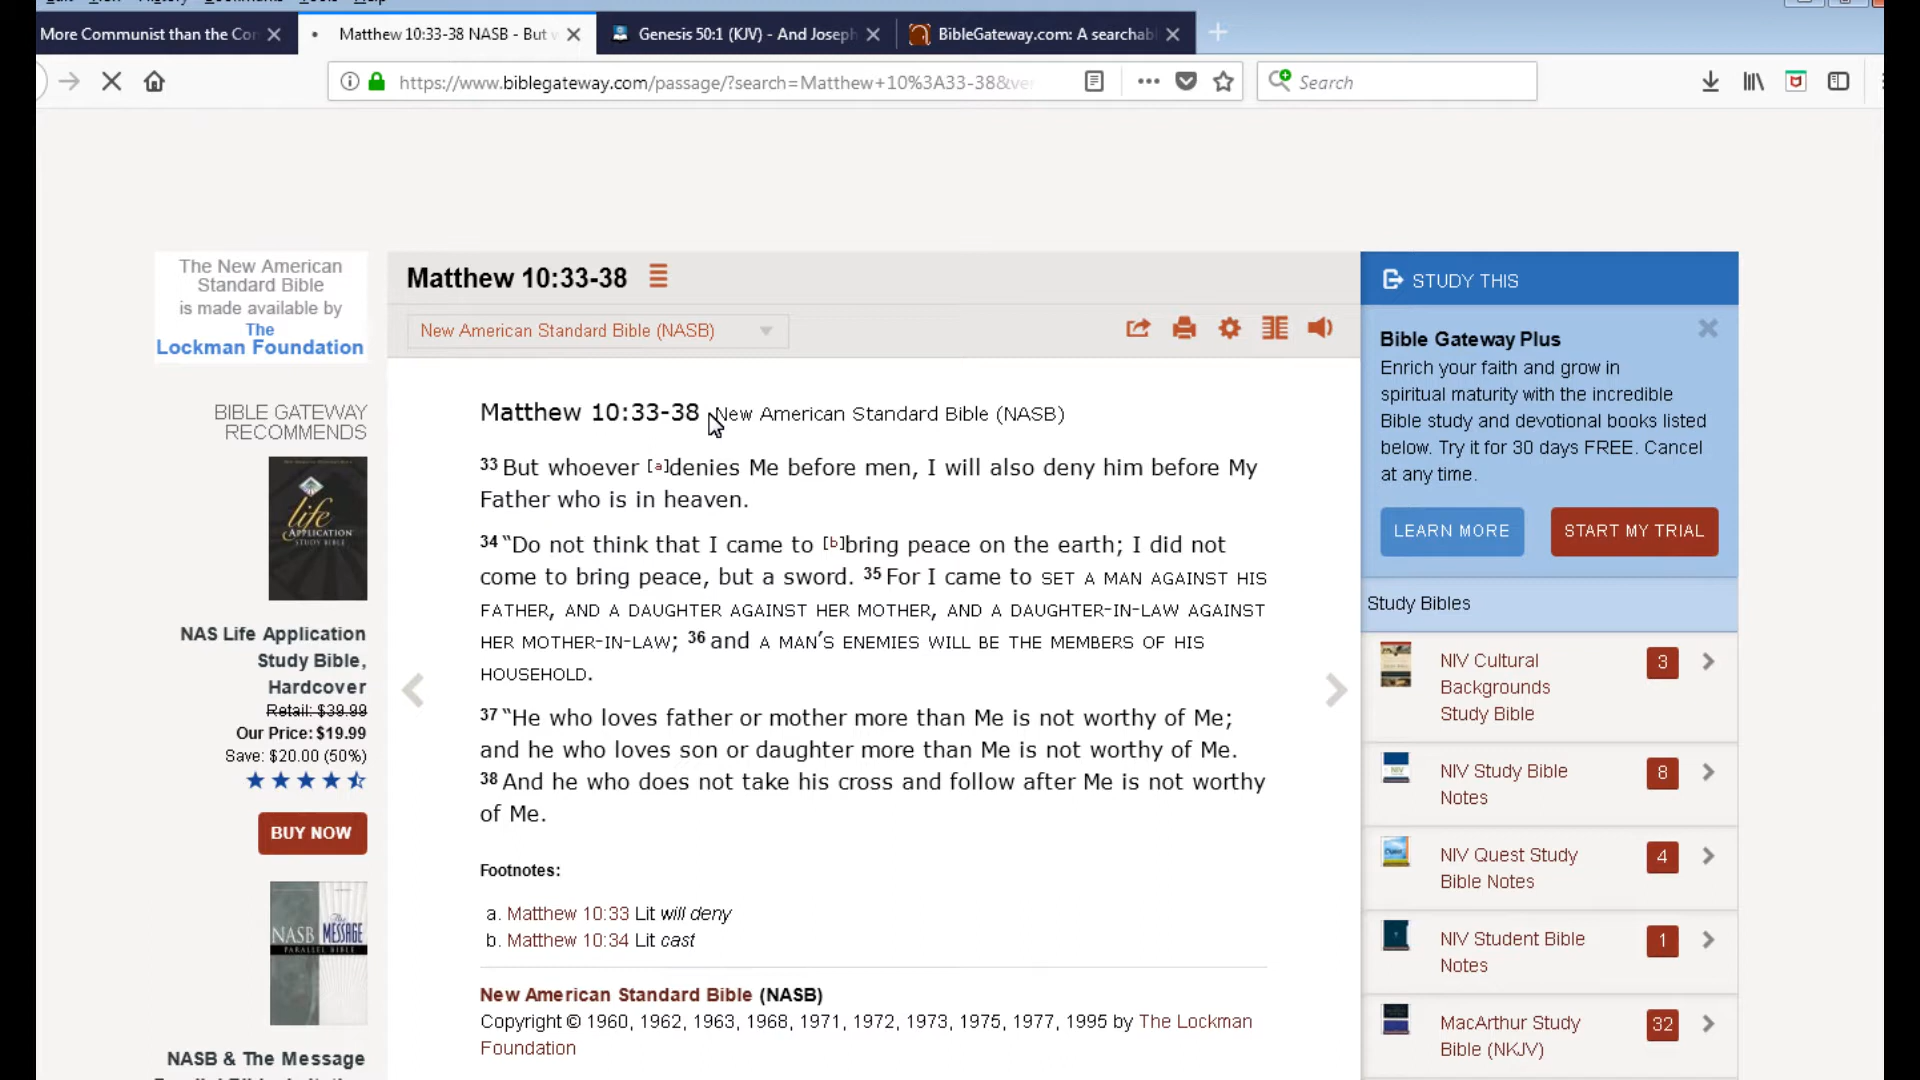 More Communist than the Co
Matthew 10:33-38 NASB - But
Genesis 50:1 (KJV) - And Joseph
BibleGateway.com: A searchab
https://www.biblegateway.com/passage/?search=Matthew+10%3A33-38&ve
Search
The New American
Standard Bible
is made available by
The
Lockman Foundation
BIBLE GATEWAY
RECOMMENDS
life
APPLICATION
STUDY BIBLE
NAS Life Application
Study Bible,
Hardcover
Retail: $39.99
Our Price: $19.99
Save: $20.00 (50%)
BUY NOW
NASB MESSAGE
PARALLEL BIBLE
NASB & The Message
Matthew 10:33-38
New American Standard Bible (NASB)
Matthew 10:33-38 New American Standard Bible (NASB)
33 But whoever [a]denies Me before men, I will also deny him before My
Father who is in heaven.
34 “Do not think that I came to [b]bring peace on the earth; I did not
come to bring peace, but a sword. 35 For I came to SET A MAN AGAINST HIS
FATHER, AND A DAUGHTER AGAINST HER MOTHER, AND A DAUGHTER-IN-LAW AGAINST
HER MOTHER-IN-LAW; 36 and A MAN’S ENEMIES WILL BE THE MEMBERS OF HIS
HOUSEHOLD.
37 “He who loves father or mother more than Me is not worthy of Me;
and he who loves son or daughter more than Me is not worthy of Me.
38 And he who does not take his cross and follow after Me is not worthy
of Me.
Footnotes:
a. Matthew 10:33 Lit will deny
b. Matthew 10:34 Lit cast
New American Standard Bible (NASB)
Copyright © 1960, 1962, 1963, 1968, 1971, 1972, 1973, 1975, 1977, 1995 by The Lockman
Foundation
STUDY THIS
Bible Gateway Plus
Enrich your faith and grow in
spiritual maturity with the incredible
Bible study and devotional books listed
below. Try it for 30 days FREE. Cancel
at any time.
LEARN MORE
START MY TRIAL
Study Bibles
NIV Cultural
Backgrounds
Study Bible
3
NIV Study Bible
Notes
8
NIV Quest Study
Bible Notes
4
NIV Student Bible
Notes
1
MacArthur Study
Bible (NKJV)
32